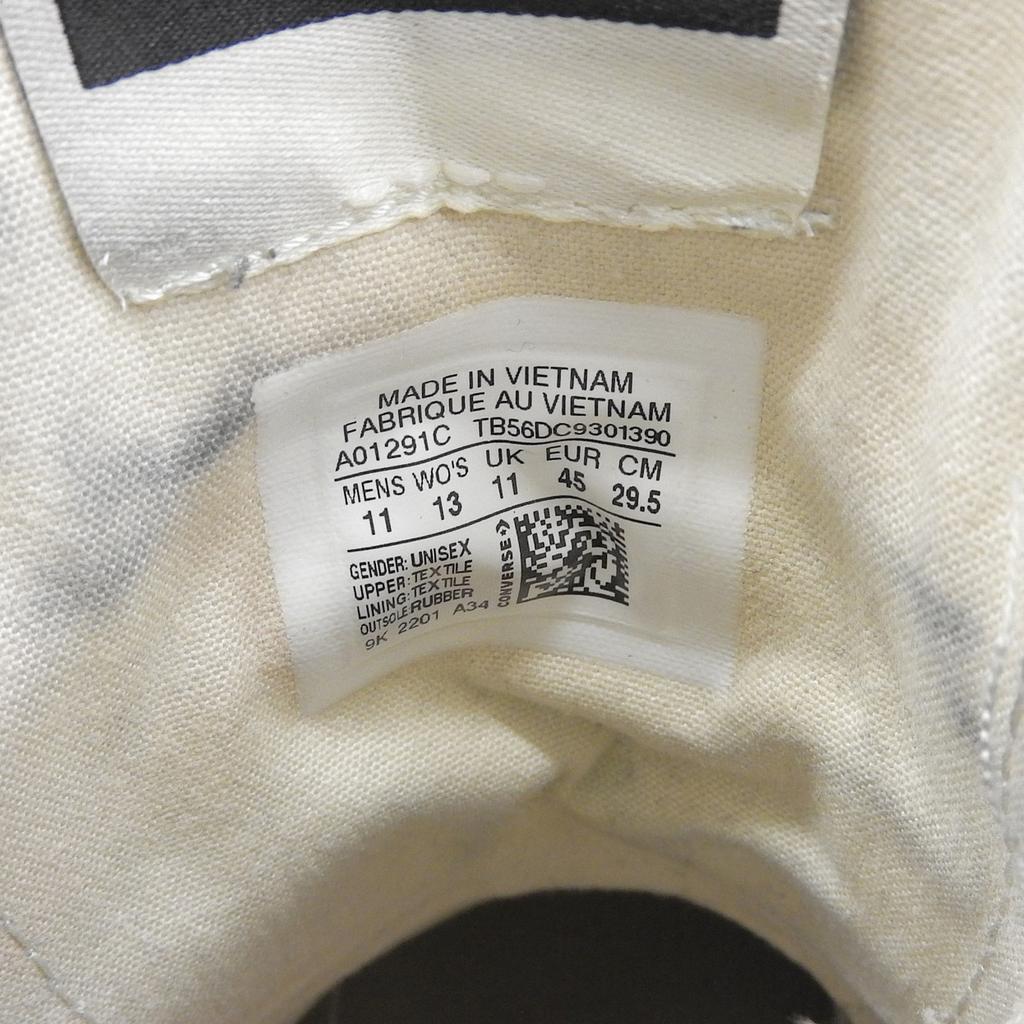 MADE IN VIETNAM
FABRIQUE AU VIETNAM
A01291C TB56DC9301390
MENS WO'S UK EUR CM
11 13 11 45 29.5
GENDER: UNISEX
UPPER: TEXTILE
LINING: TEXTILE
OUTSOLE RUBBER
9K 2201 A34
CONVERSE